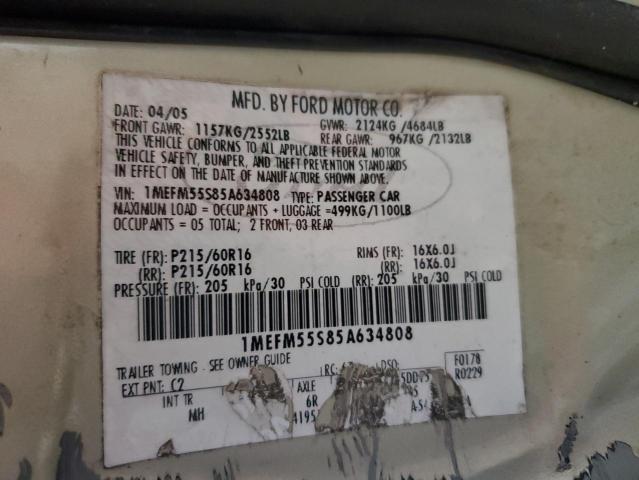 MFD. BY FORD MOTOR CO.
DATE: 04/05 GVWR: 2124KG /4684LB
FRONT GAWR: 1157KG/2552LB REAR GAWR: 967KG /2132LB
THIS VEHICLE CONFORMS TO ALL APPLICABLE FEDERAL MOTOR
VEHICLE SAFETY, BUMPER, AND THEFT PREVENTION STANDARDS
IN EFFECT ON THE DATE OF MANUFACTURE SHOWN ABOVE.
VIN: 1MEFM55S85A634808 TYPE: PASSENGER CAR
MAXIMUM LOAD = OCCUPANTS + LUGGAGE =499KG/1100LB
OCCUPANTS = 05 TOTAL; 2 FRONT, 03 REAR
TIRE (FR): P215/60R16 RIMS (FR): 16X6.0J
(RR): P215/60R16 (RR): 16X6.0J
PRESSURE (FR): 205 kPa/30 PSI COLD (RR): 205 kPa/30 PSI COLD
1MEFM55S85A634808
TRAILER TOWING - SEE OWNER GUIDE
EXT PNT: C2 RC: DSO: F0178
R0229
INT TR AXLE
NH 6R